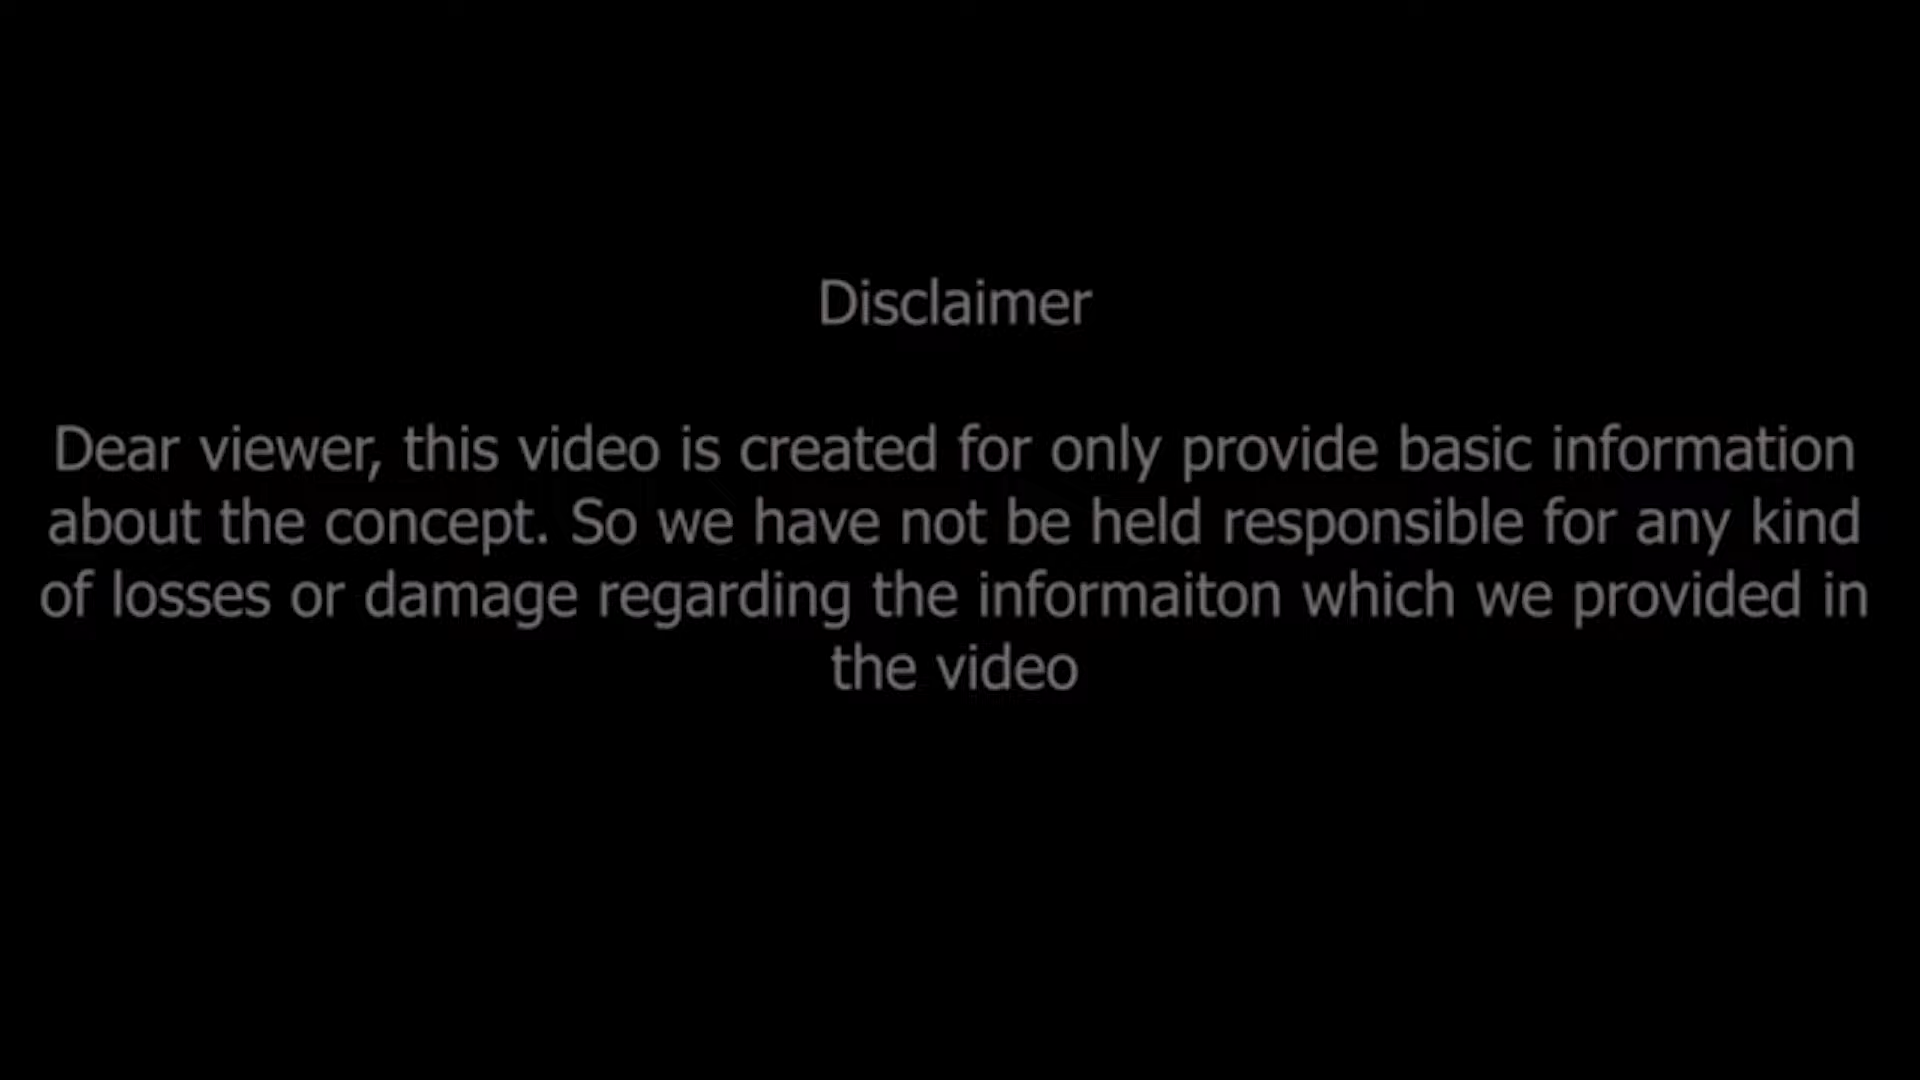 Disclaimer
Dear viewer, this video is created for only provide basic information
about the concept. So we have not be held responsible for any kind
of losses or damage regarding the informaiton which we provided in
the video